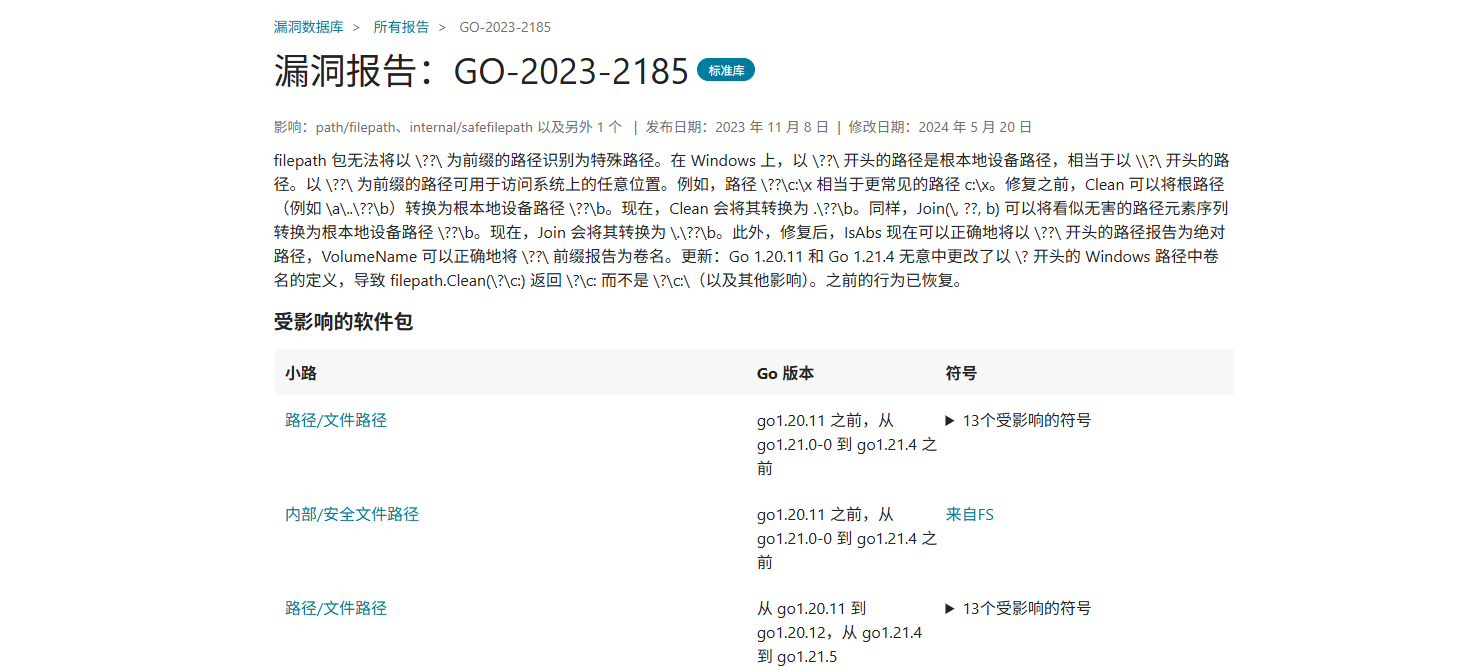 漏洞数据库 > 所有报告 > GO-2023-2185
漏洞报告：GO-2023-2185 标准库
影响：path/filepath、internal/safefilepath 以及另外 1 个 | 发布日期：2023 年 11 月 8 日 | 修改日期：2024 年 5 月 20 日
filepath 包无法将以 \??\ 为前缀的路径识别为特殊路径。在 Windows 上，以 \??\ 开头的路径是根本地设备路径，相当于以 \\?\ 开头的路
径。以 \??\ 为前缀的路径可用于访问系统上的任意位置。例如，路径 \??\c:\x 相当于更常见的路径 c:\x。修复之前，Clean 可以将根路径
（例如 \a\..\??\b）转换为根本地设备路径 \??\b。现在，Clean 会将其转换为 .\??\b。同样，Join(\, ??, b) 可以将看似无害的路径元素序列
转换为根本地设备路径 \??\b。现在，Join 会将其转换为 \.\??\b。此外，修复后，IsAbs 现在可以正确地将以 \??\ 开头的路径报告为绝对
路径，VolumeName 可以正确地将 \??\ 前缀报告为卷名。更新：Go 1.20.11 和 Go 1.21.4 无意中更改了以 \? 开头的 Windows 路径中卷
名的定义，导致 filepath.Clean(\?\c:) 返回 \?\c: 而不是 \?\c:\（以及其他影响）。之前的行为已恢复。
受影响的软件包
小路 Go 版本 符号
路径/文件路径 go1.20.11 之前，从 ▶ 13个受影响的符号
go1.21.0-0 到 go1.21.4 之
前
内部/安全文件路径 go1.20.11 之前，从 来自FS
go1.21.0-0 到 go1.21.4 之
前
路径/文件路径 从 go1.20.11 到 ▶ 13个受影响的符号
go1.20.12，从 go1.21.4
到 go1.21.5